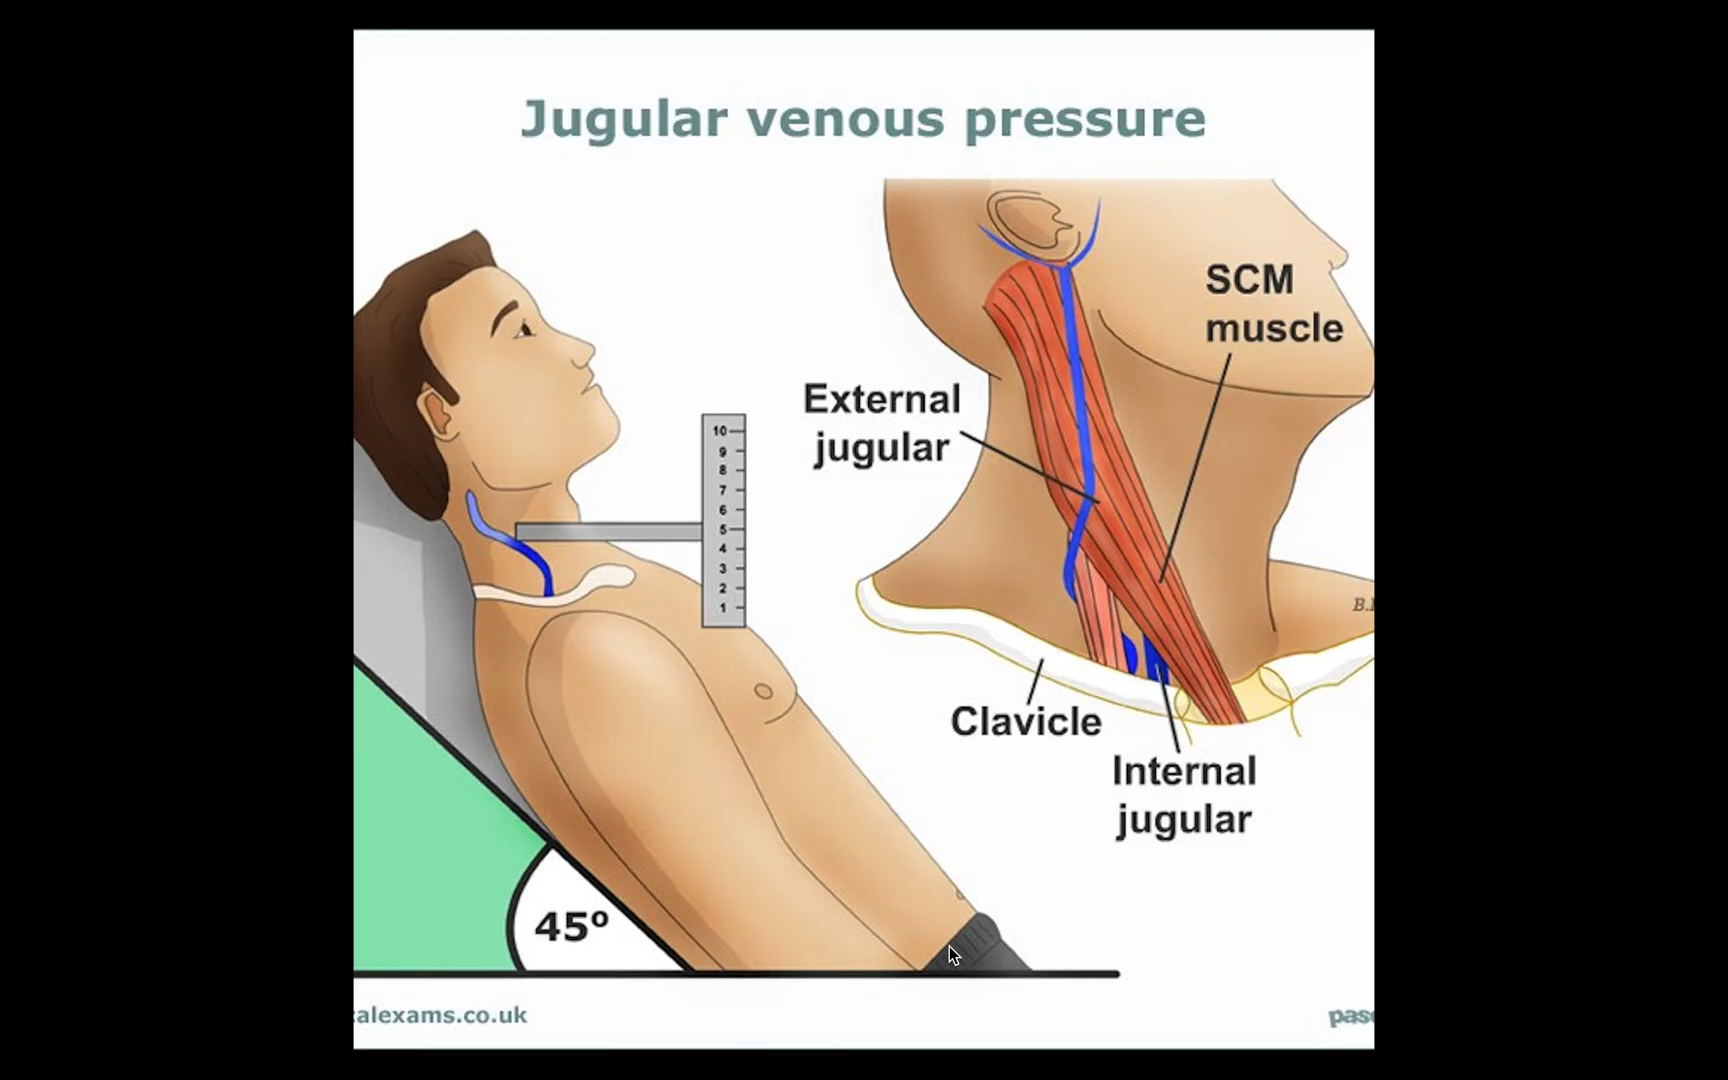 Jugular venous pressure
SCM
muscle
External
jugular
10
9
8
7
6
5
4
3
2
1
Clavicle
Internal
jugular
45º
alexams.co.uk